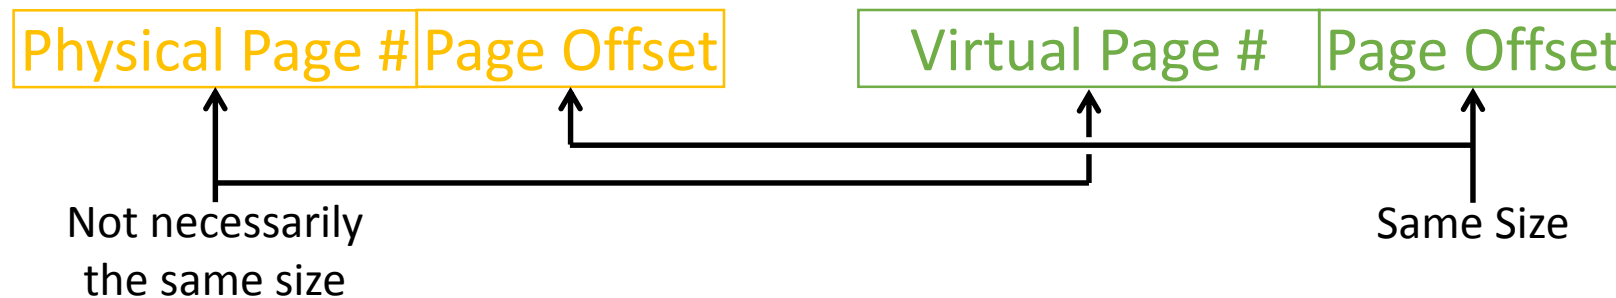 Physical Page # Page Offset Virtual Page # Page Offset
Not necessarily
the same size
Same Size